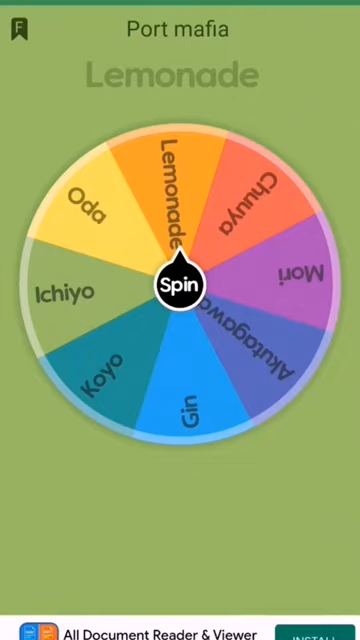 F
Port mafia
Lemonade
Lemonade
Chuuya
Mori
Akutagawa
Gin
Koyo
Ichiyo
Oda
Spin
All Document Reader & Viewer
INSTALL